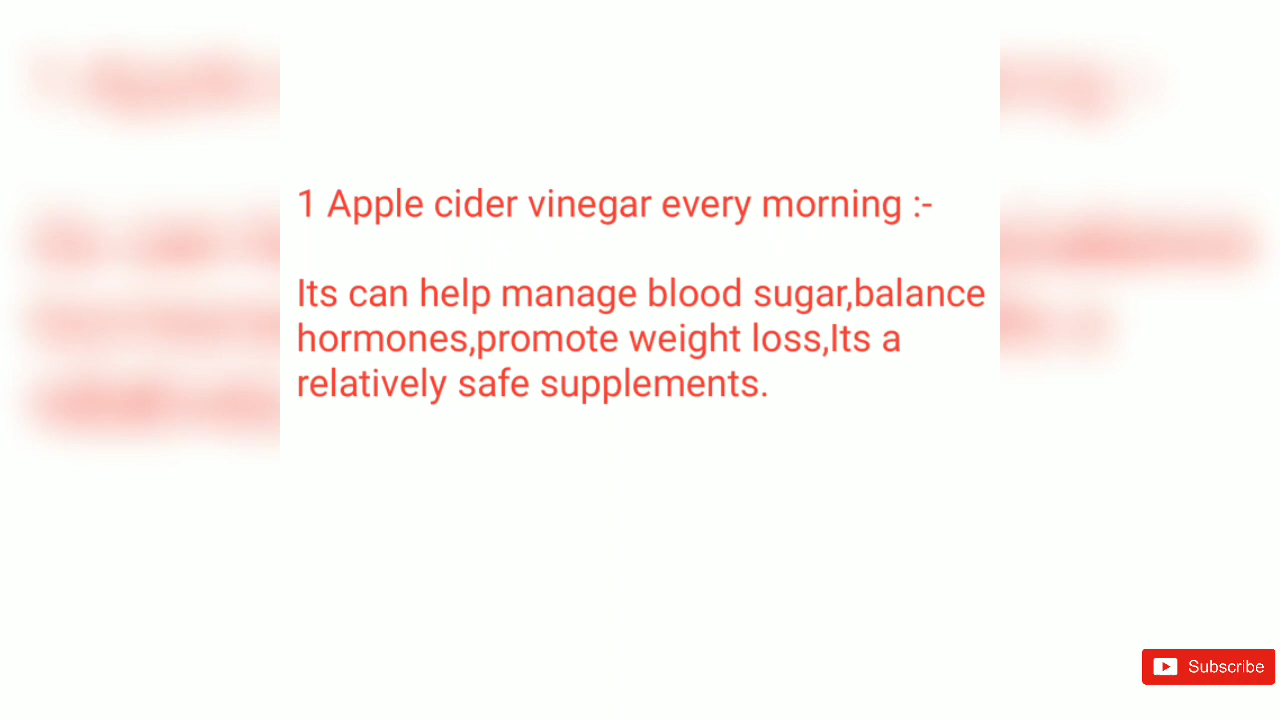 1 Apple cider vinegar every morning :-
Its can help manage blood sugar,balance
hormones,promote weight loss,Its a
relatively safe supplements.
Subscribe